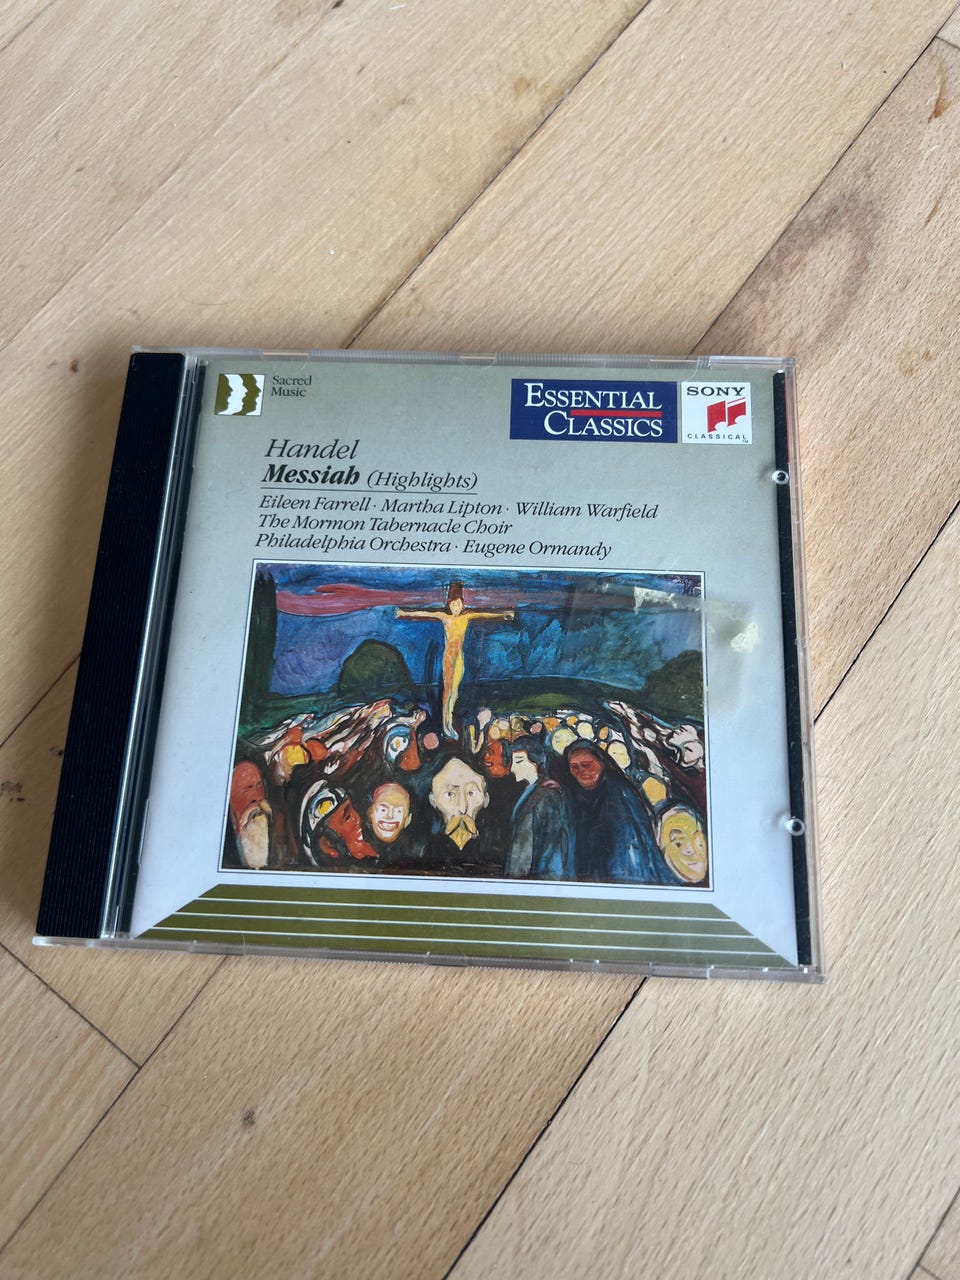 Sacred
Music
ESSENTIAL
CLASSICS
SONY
CLASSICAL™
Handel
Messiah (Highlights)
Eileen Farrell · Martha Lipton · William Warfield
The Mormon Tabernacle Choir
Philadelphia Orchestra · Eugene Ormandy